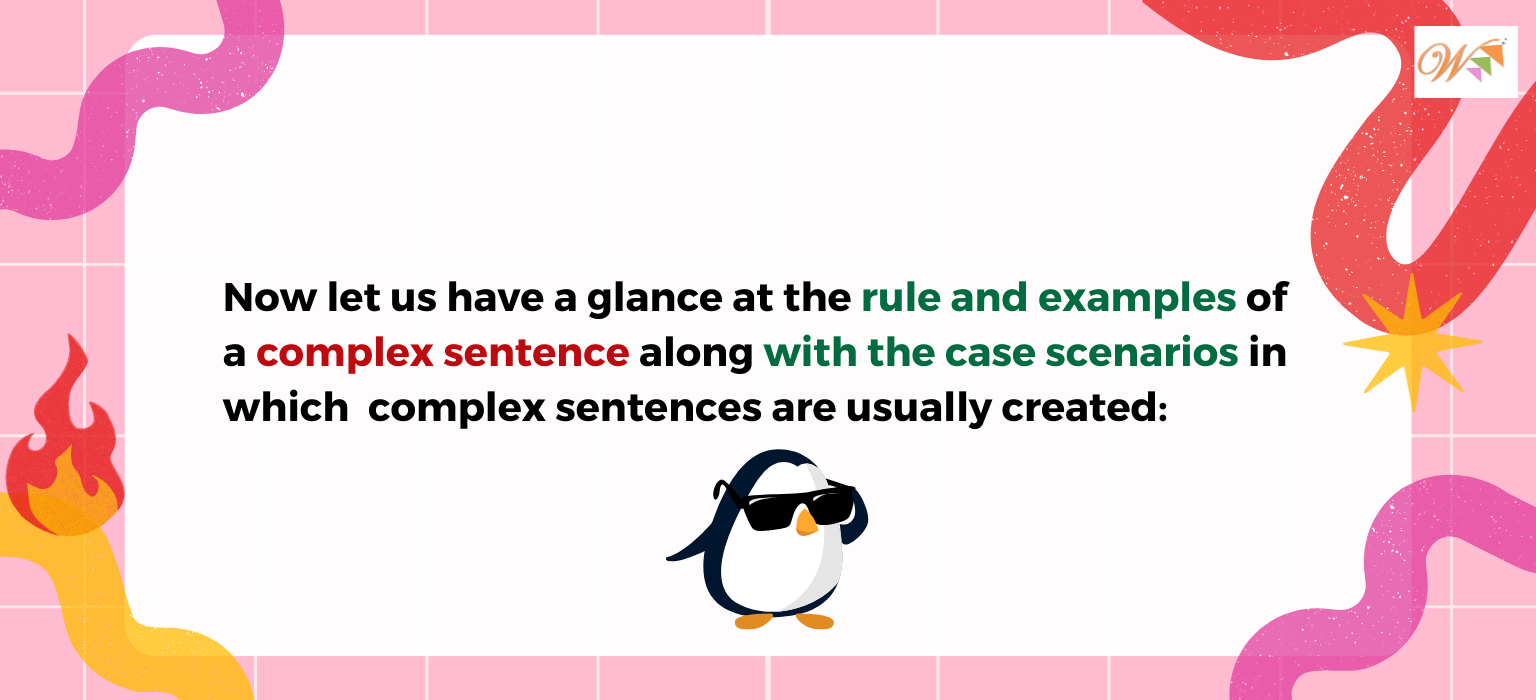 W
Now let us have a glance at the rule and examples of
a complex sentence along with the case scenarios in
which  complex sentences are usually created: